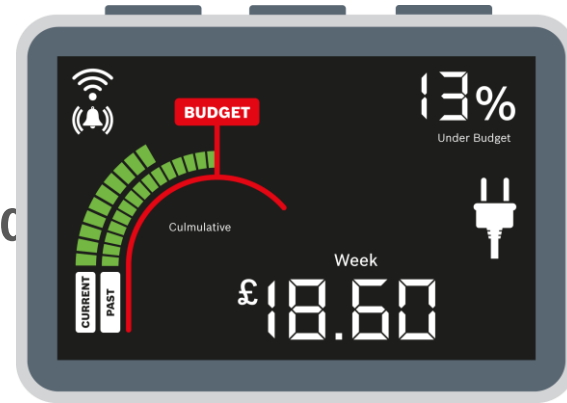 13%
Under Budget
BUDGET
Culmulative
CURRENT
PAST
Week
£18.60